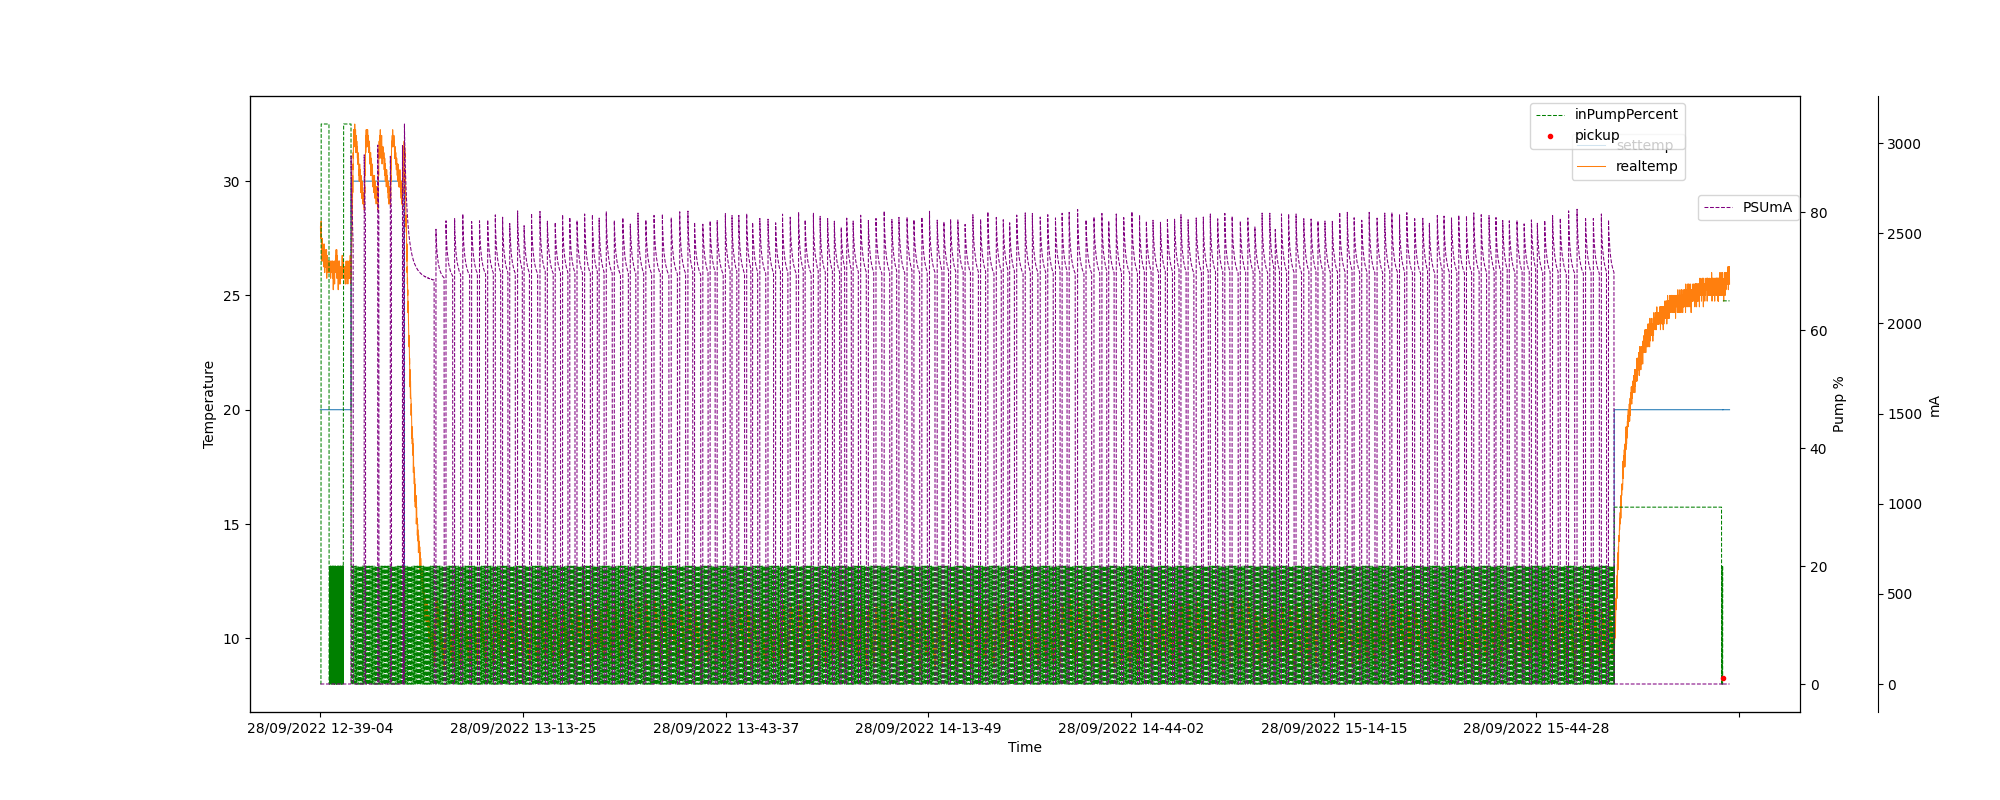 inPumpPercent
pickup
settemp
realtemp
PSUmA
Temperature
30
25
20
15
10
Pump %
80
60
40
20
0
mA
3000
2500
2000
1500
1000
500
0
28/09/2022 12-39-04
28/09/2022 13-13-25
28/09/2022 13-43-37
28/09/2022 14-13-49
28/09/2022 14-44-02
28/09/2022 15-14-15
28/09/2022 15-44-28
Time